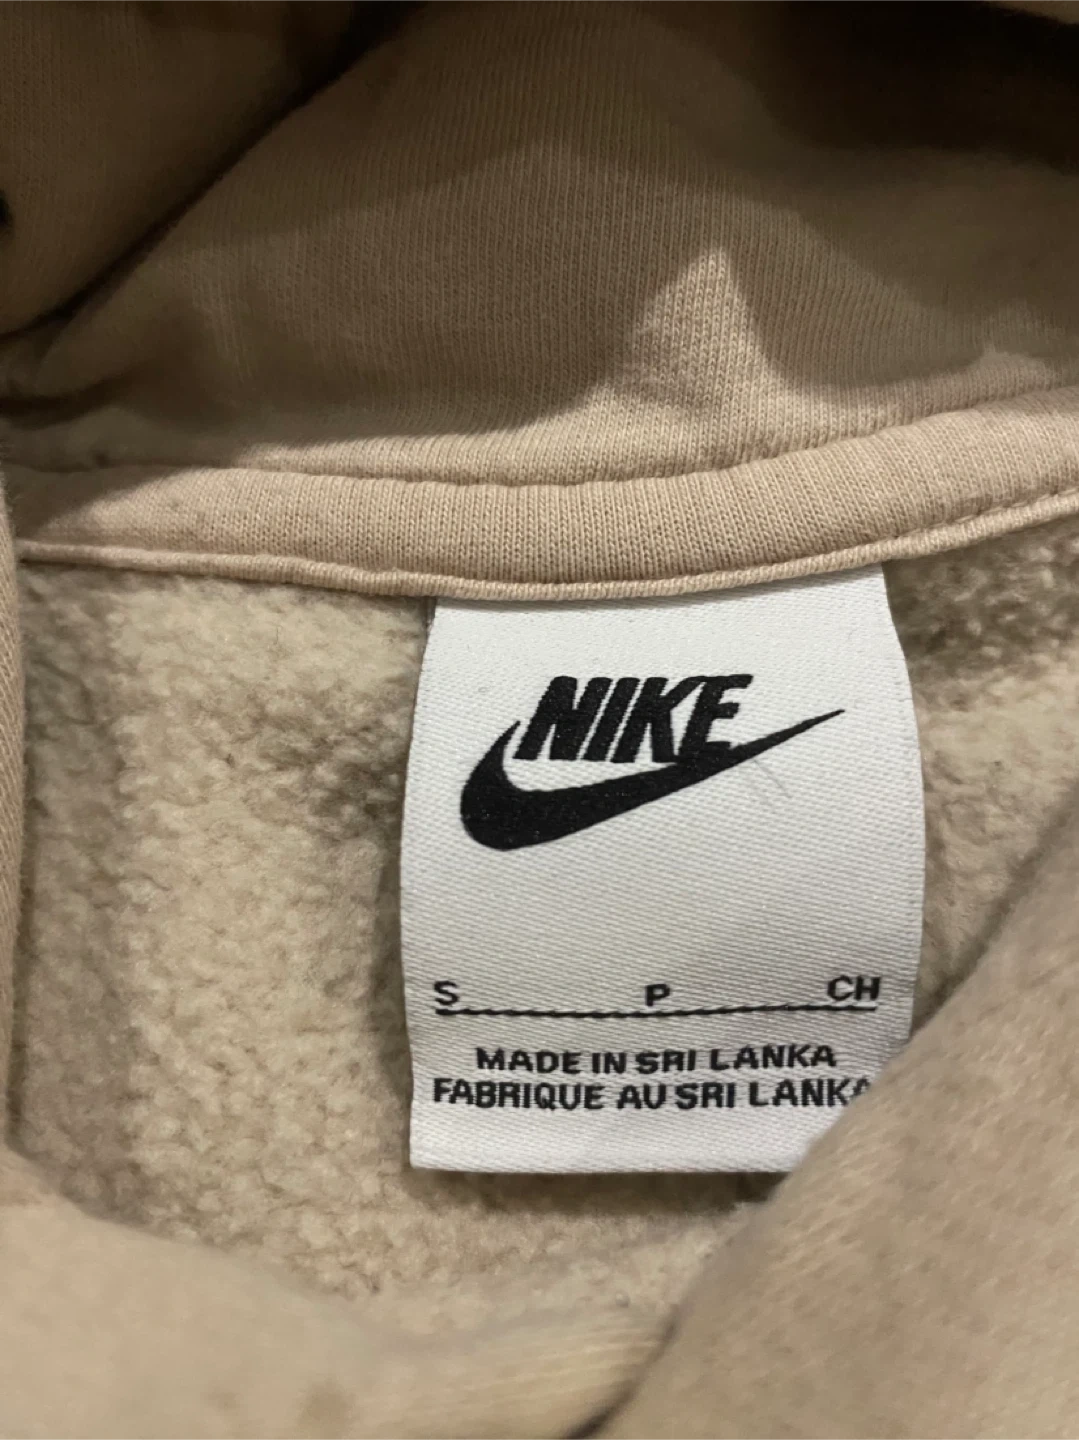 NIKE
S P CH
MADE IN SRI LANKA
FABRIQUE AU SRI LANKA